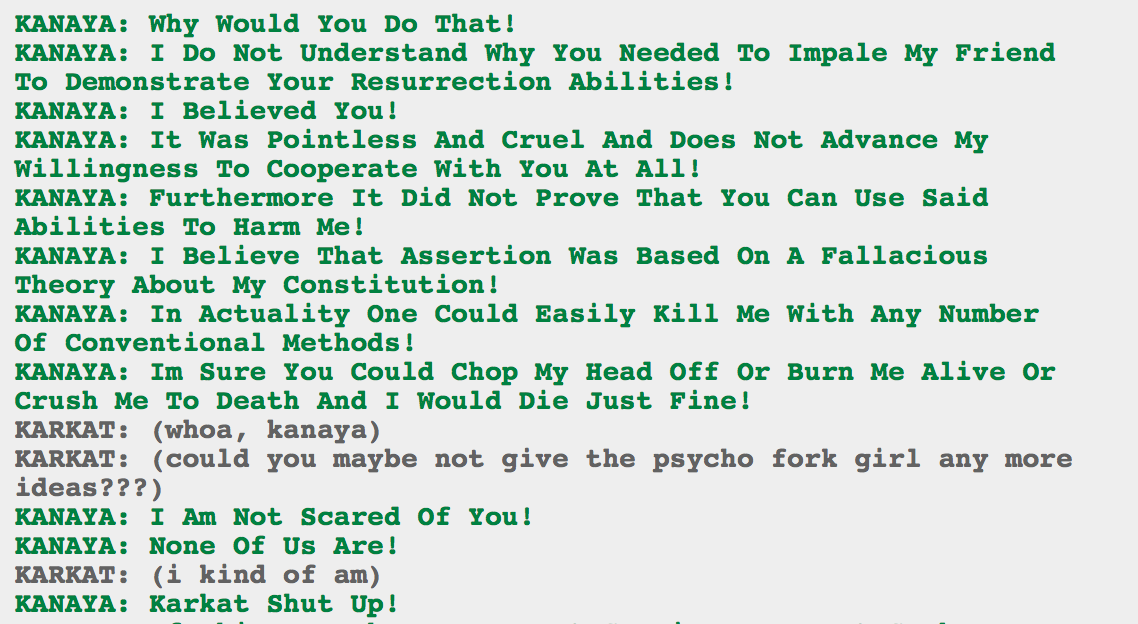 KANAYA: Why Would You Do That!
KANAYA: I Do Not Understand Why You Needed To Impale My Friend
To Demonstrate Your Resurrection Abilities!
KANAYA: I Believed You!
KANAYA: It Was Pointless And Cruel And Does Not Advance My
Willingness To Cooperate With You At All!
KANAYA: Furthermore It Did Not Prove That You Can Use Said
Abilities To Harm Me!
KANAYA: I Believe That Assertion Was Based On A Fallacious
Theory About My Constitution!
KANAYA: In Actuality One Could Easily Kill Me With Any Number
Of Conventional Methods!
KANAYA: Im Sure You Could Chop My Head Off Or Burn Me Alive Or
Crush Me To Death And I Would Die Just Fine!
KARKAT: (whoa, kanaya)
KARKAT: (could you maybe not give the psycho fork girl any more
ideas???)
KANAYA: I Am Not Scared Of You!
KANAYA: None Of Us Are!
KARKAT: (i kind of am)
KANAYA: Karkat Shut Up!